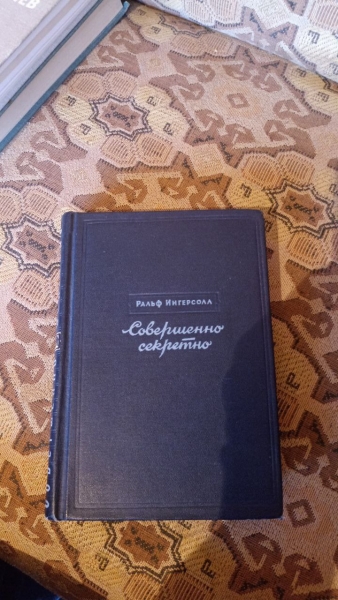 Ральф Ингерсолл
Совершенно
секретно